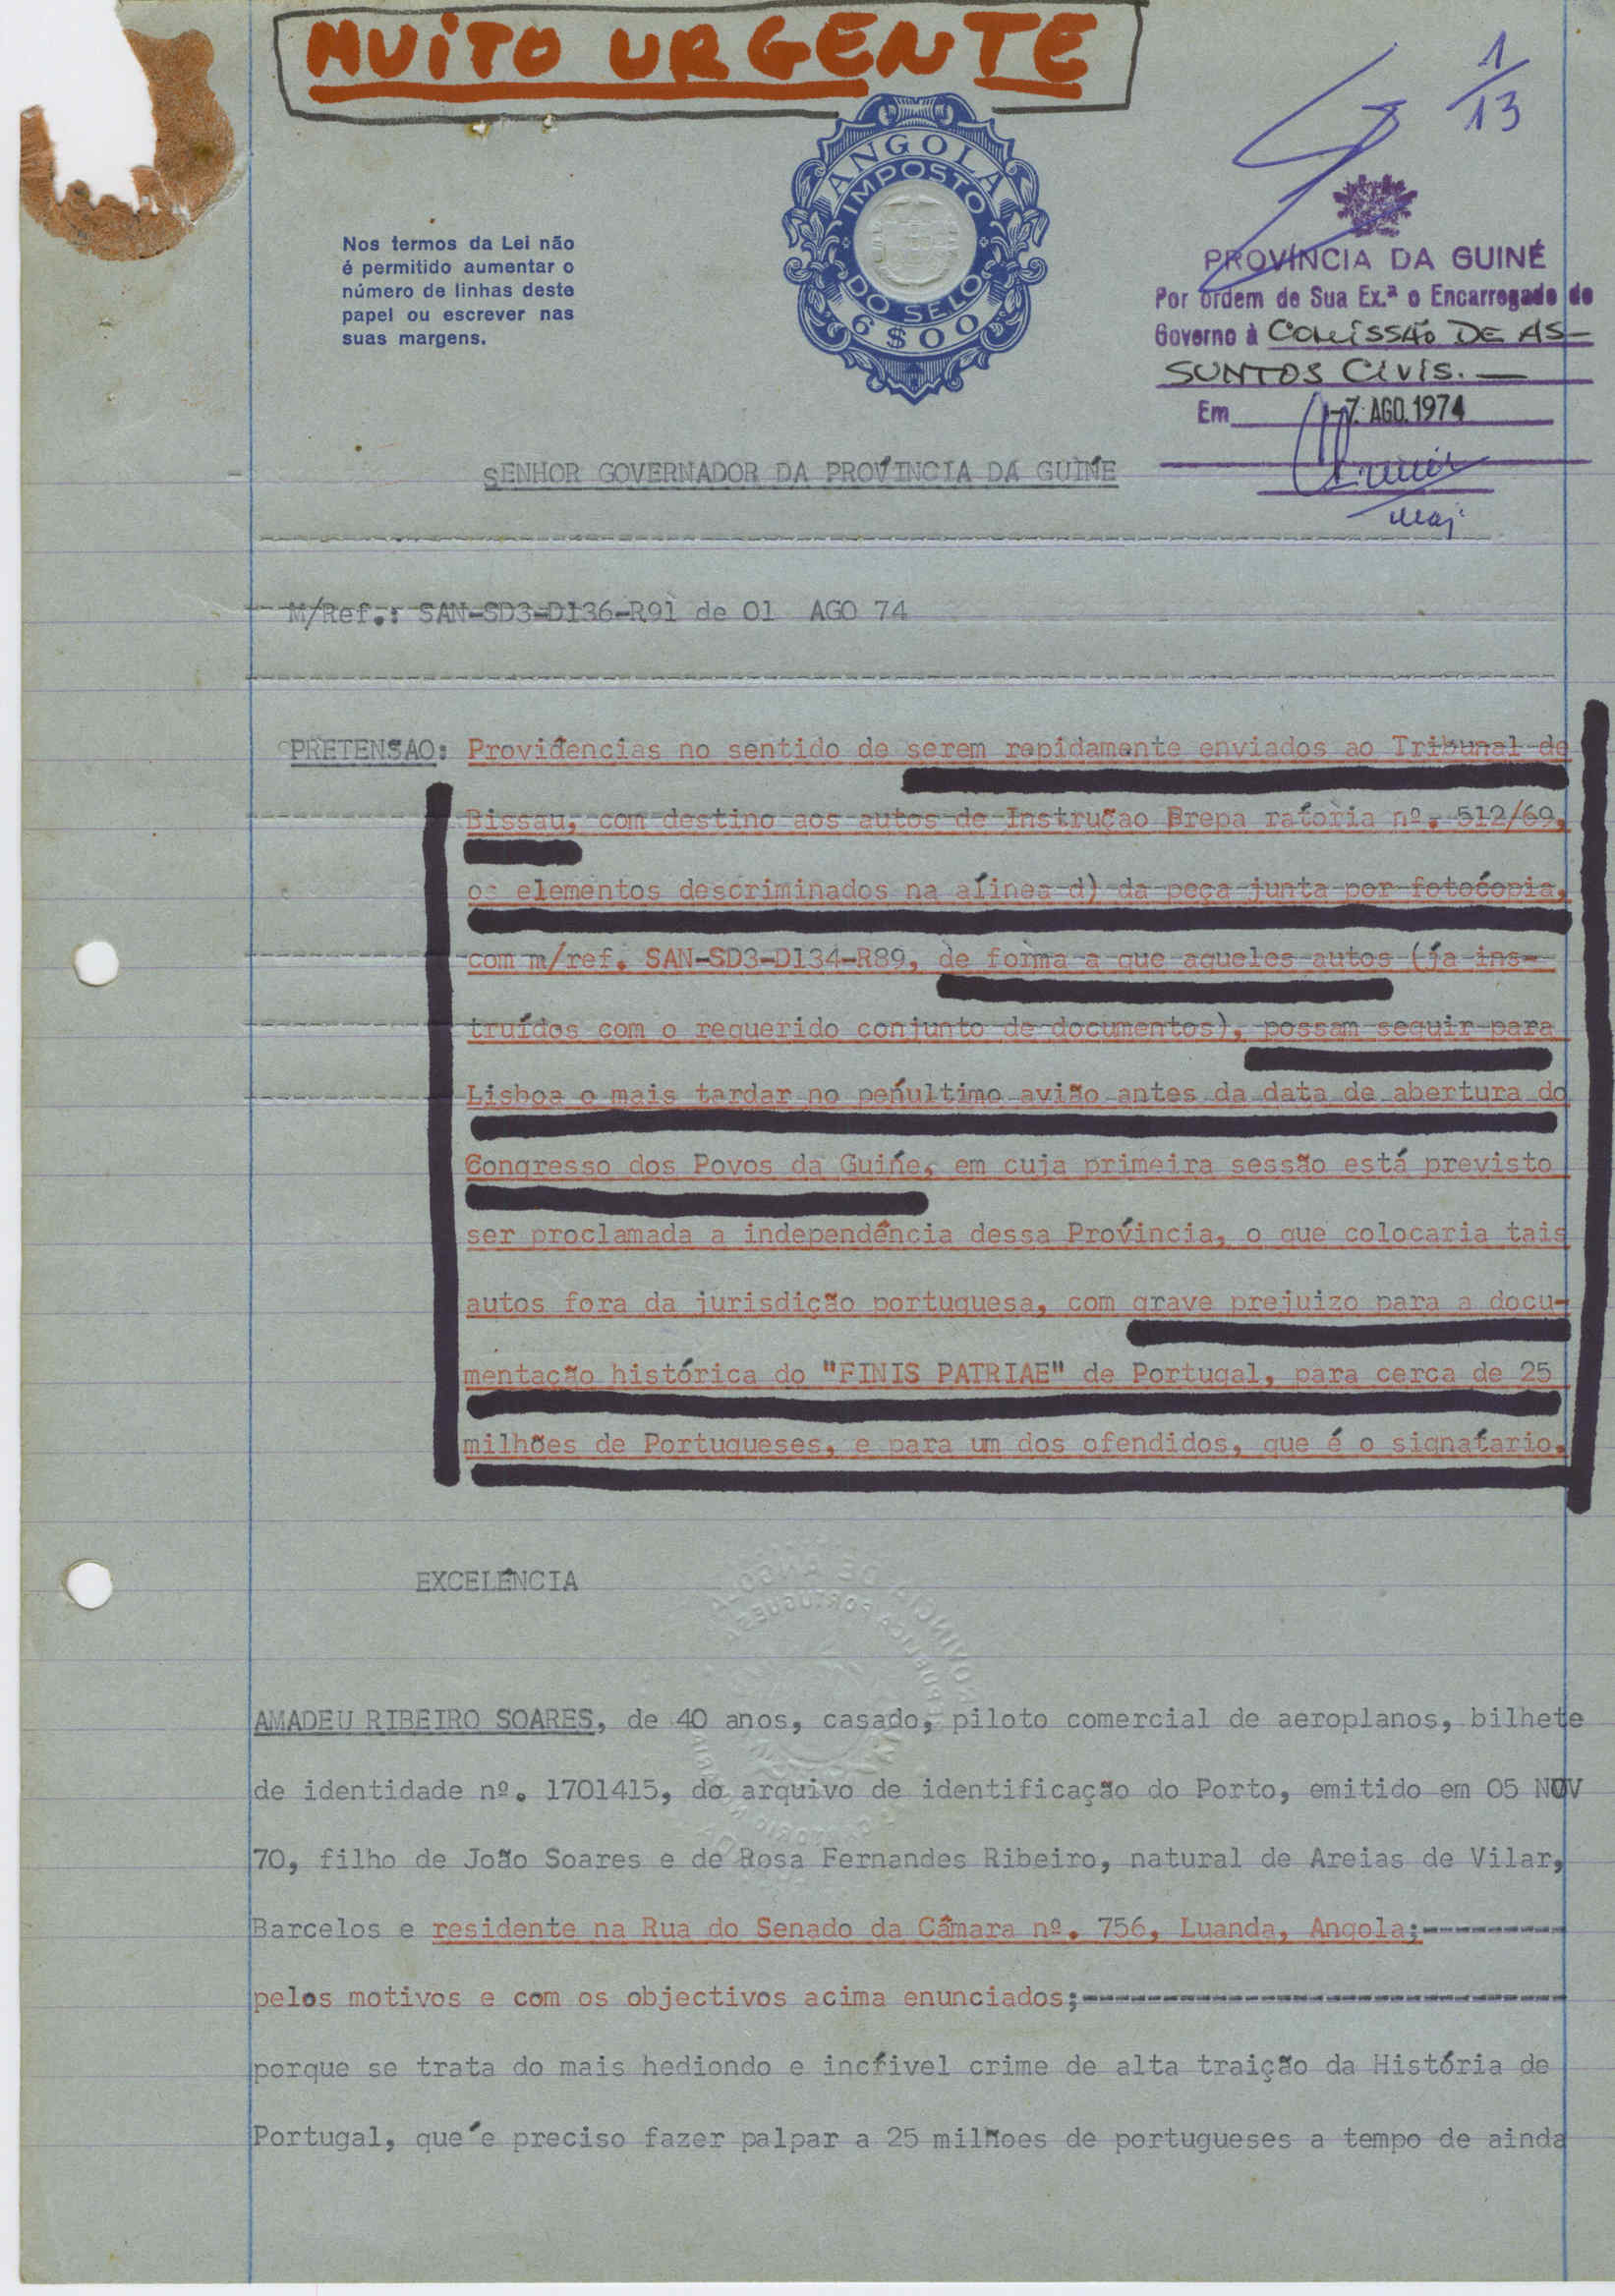 MUiTO URGENTE
1/13
Nos termos da Lei não
é permitido aumentar o
número de linhas deste
papel ou escrever nas
suas margens.
ANGOLA
IMPOSTO
DO SELO
6$00
PROVÍNCIA DA GUINÉ
Por ordem de Sua Ex.ª o Encarregado do
Governo à COMISSÃO DE AS-
SUNTOS CIVIS.—
Em -7. AGO. 1974
maj
SENHOR GOVERNADOR DA PROVÍNCIA DA GUINÉ
M/Ref.: SAN-SD3-D136-R91 de 01 AGO 74
PRETENSAO: Providências no sentido de serem rapidamente enviados ao Tribunal de
Bissau, com destino aos autos de Instrução Prepa ratória nº. 512/69,
os elementos descriminados na alínea d) da peça junta por fotocópia,
com m/ref. SAN-SD3-D134-R89, de forma a que aqueles autos (já ins-
truídos com o requerido conjunto de documentos), possam seguir para
Lisboa o mais tardar no penúltimo avião antes da data de abertura do
Congresso dos Povos da Guiné, em cuja primeira sessão está previsto
ser proclamada a independência dessa Província, o que colocaria tais
autos fora da jurisdição portuguesa, com grave prejuizo para a docu-
mentação histórica do "FINIS PATRIAE" de Portugal, para cerca de 25
milhões de Portugueses, e para um dos ofendidos, que é o signatário.
EXCELÊNCIA
AMADEU RIBEIRO SOARES, de 40 anos, casado, piloto comercial de aeroplanos, bilhete
de identidade nº. 1701415, do arquivo de identificação do Porto, emitido em 05 NOV
70, filho de João Soares e de Rosa Fernandes Ribeiro, natural de Areias de Vilar,
Barcelos e residente na Rua do Senado da Câmara nº. 756, Luanda, Angola;---------
pelos motivos e com os objectivos acima enunciados;------------------------------
porque se trata do mais hediondo e incrível crime de alta traição da História de
Portugal, que é preciso fazer palpar a 25 milhões de portugueses a tempo de ainda